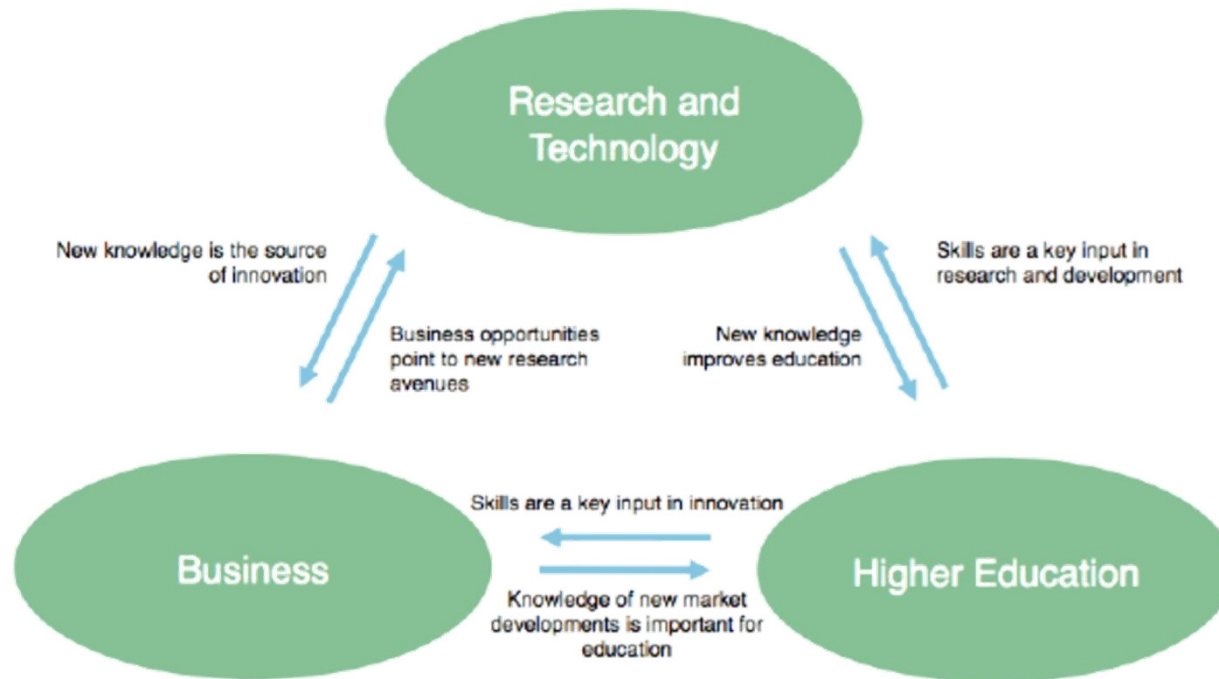 Research and
Technology
New knowledge is the source
of innovation
Skills are a key input in
research and development
Business opportunities
point to new research
avenues
New knowledge
improves education
Skills are a key input in innovation
Business
Higher Education
Knowledge of new market
developments is important for
education